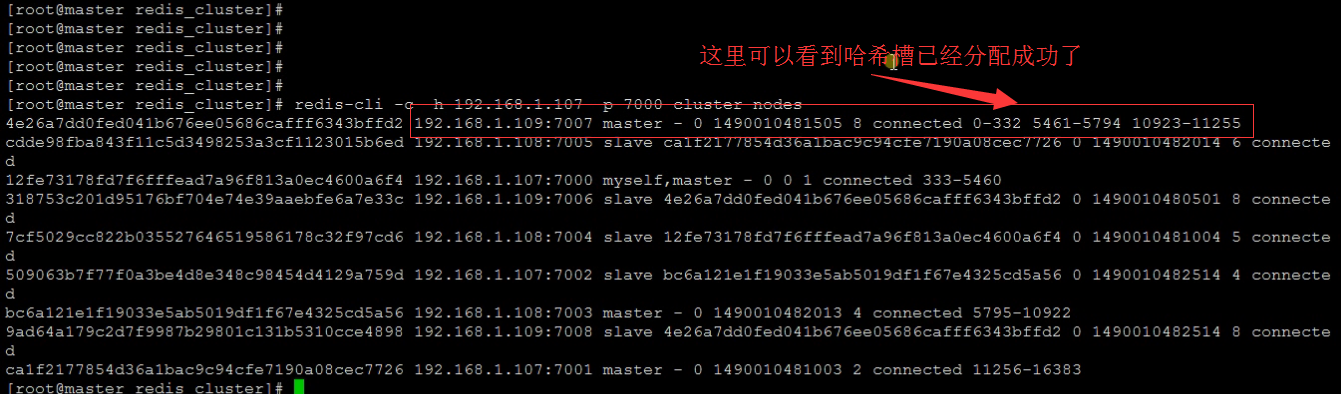 [root@master redis_cluster]#
[root@master redis_cluster]#
[root@master redis_cluster]#
[root@master redis_cluster]#
[root@master redis_cluster]#
这里可以看到哈希槽已经分配成功了
[root@master redis_cluster]# redis-cli -c -h 192.168.1.107 -p 7000 cluster nodes
4e26a7dd0fed041b676ee05686cafff6343bffd2 192.168.1.109:7007 master - 0 1490010481505 8 connected 0-332 5461-5794 10923-11255
cdde98fba843f11c5d3498253a3cf1123015b6ed 192.168.1.108:7005 slave ca1f2177854d36a1bac9c94cfe7190a08cec7726 0 1490010482014 6 connecte
d
12fe73178fd7f6fffead7a96f813a0ec4600a6f4 192.168.1.107:7000 myself,master - 0 0 1 connected 333-5460
318753c201d95176bf704e74e39aaebfe6a7e33c 192.168.1.109:7006 slave 4e26a7dd0fed041b676ee05686cafff6343bffd2 0 1490010480501 8 connecte
d
7cf5029cc822b035527646519586178c32f97cd6 192.168.1.108:7004 slave 12fe73178fd7f6fffead7a96f813a0ec4600a6f4 0 1490010481004 5 connecte
d
509063b7f77f0a3be4d8e348c98454d4129a759d 192.168.1.107:7002 slave bc6a121e1f19033e5ab5019df1f67e4325cd5a56 0 1490010482514 4 connecte
d
bc6a121e1f19033e5ab5019df1f67e4325cd5a56 192.168.1.108:7003 master - 0 1490010482013 4 connected 5795-10922
9ad64a179c2d7f9987b29801c131b5310cce4898 192.168.1.109:7008 slave 4e26a7dd0fed041b676ee05686cafff6343bffd2 0 1490010482514 8 connecte
d
ca1f2177854d36a1bac9c94cfe7190a08cec7726 192.168.1.107:7001 master - 0 1490010481003 2 connected 11256-16383
[root@master redis_cluster]#